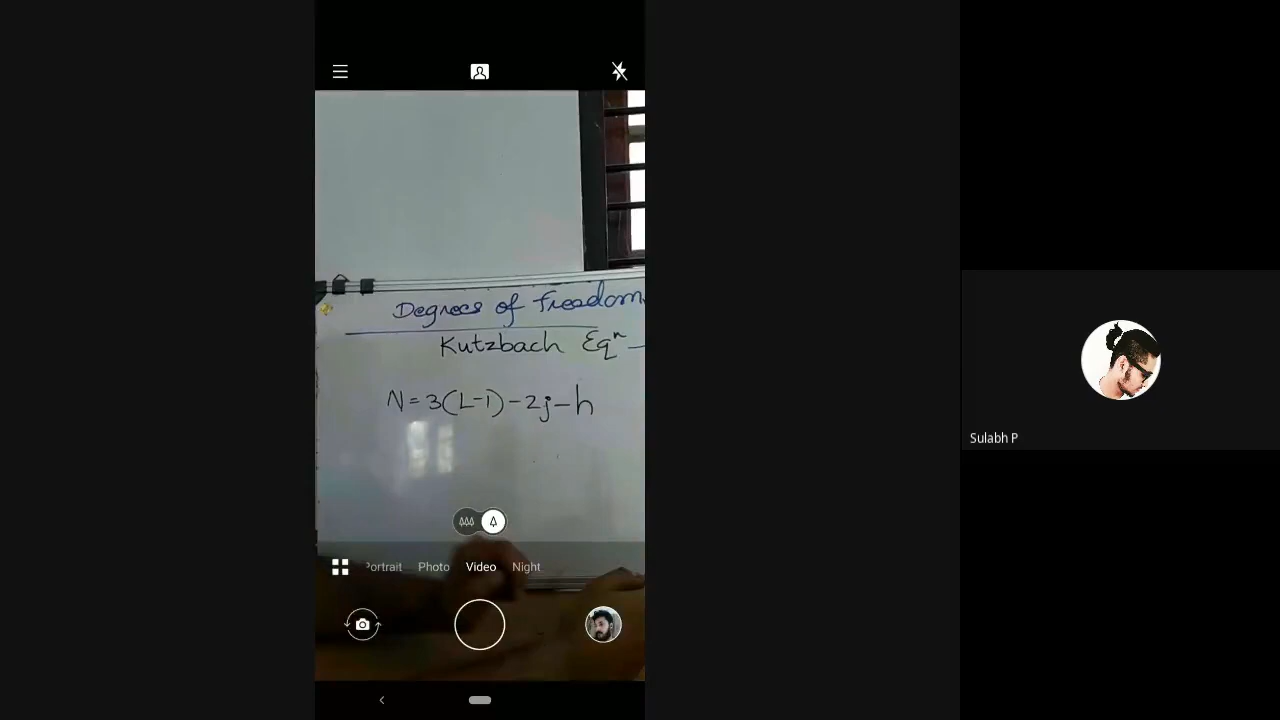 Degrees of freedom
Kutzbach Eqⁿ
N = 3(L-1) - 2j - h
Portrait Photo Video Night
Sulabh P